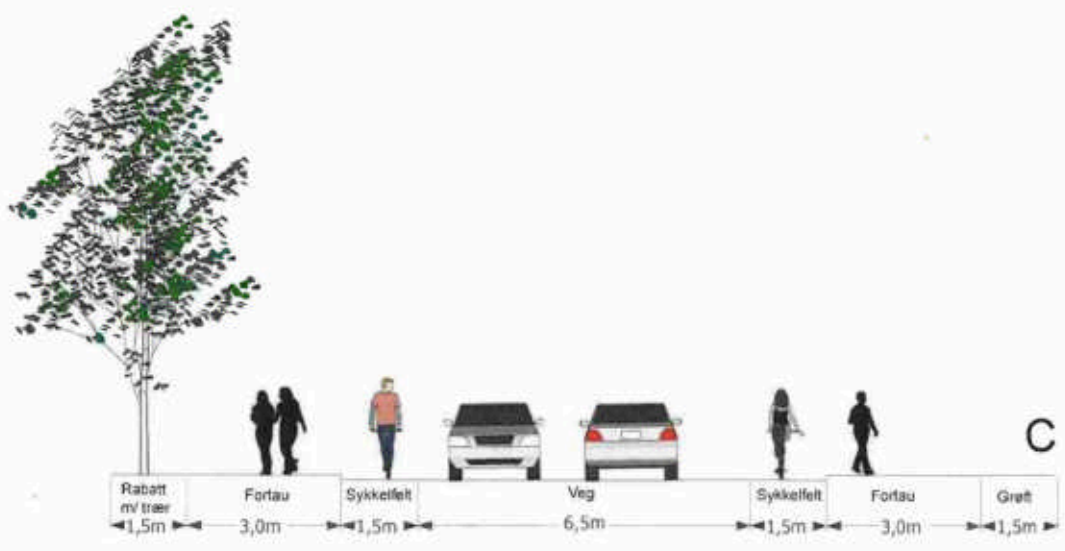 C
Rabatt
m/ trær
Fortau
Sykkelfelt
Veg
Sykkelfelt
Fortau
Grøft
1,5m
3,0m
1,5m
6,5m
1,5m
3,0m
1,5m